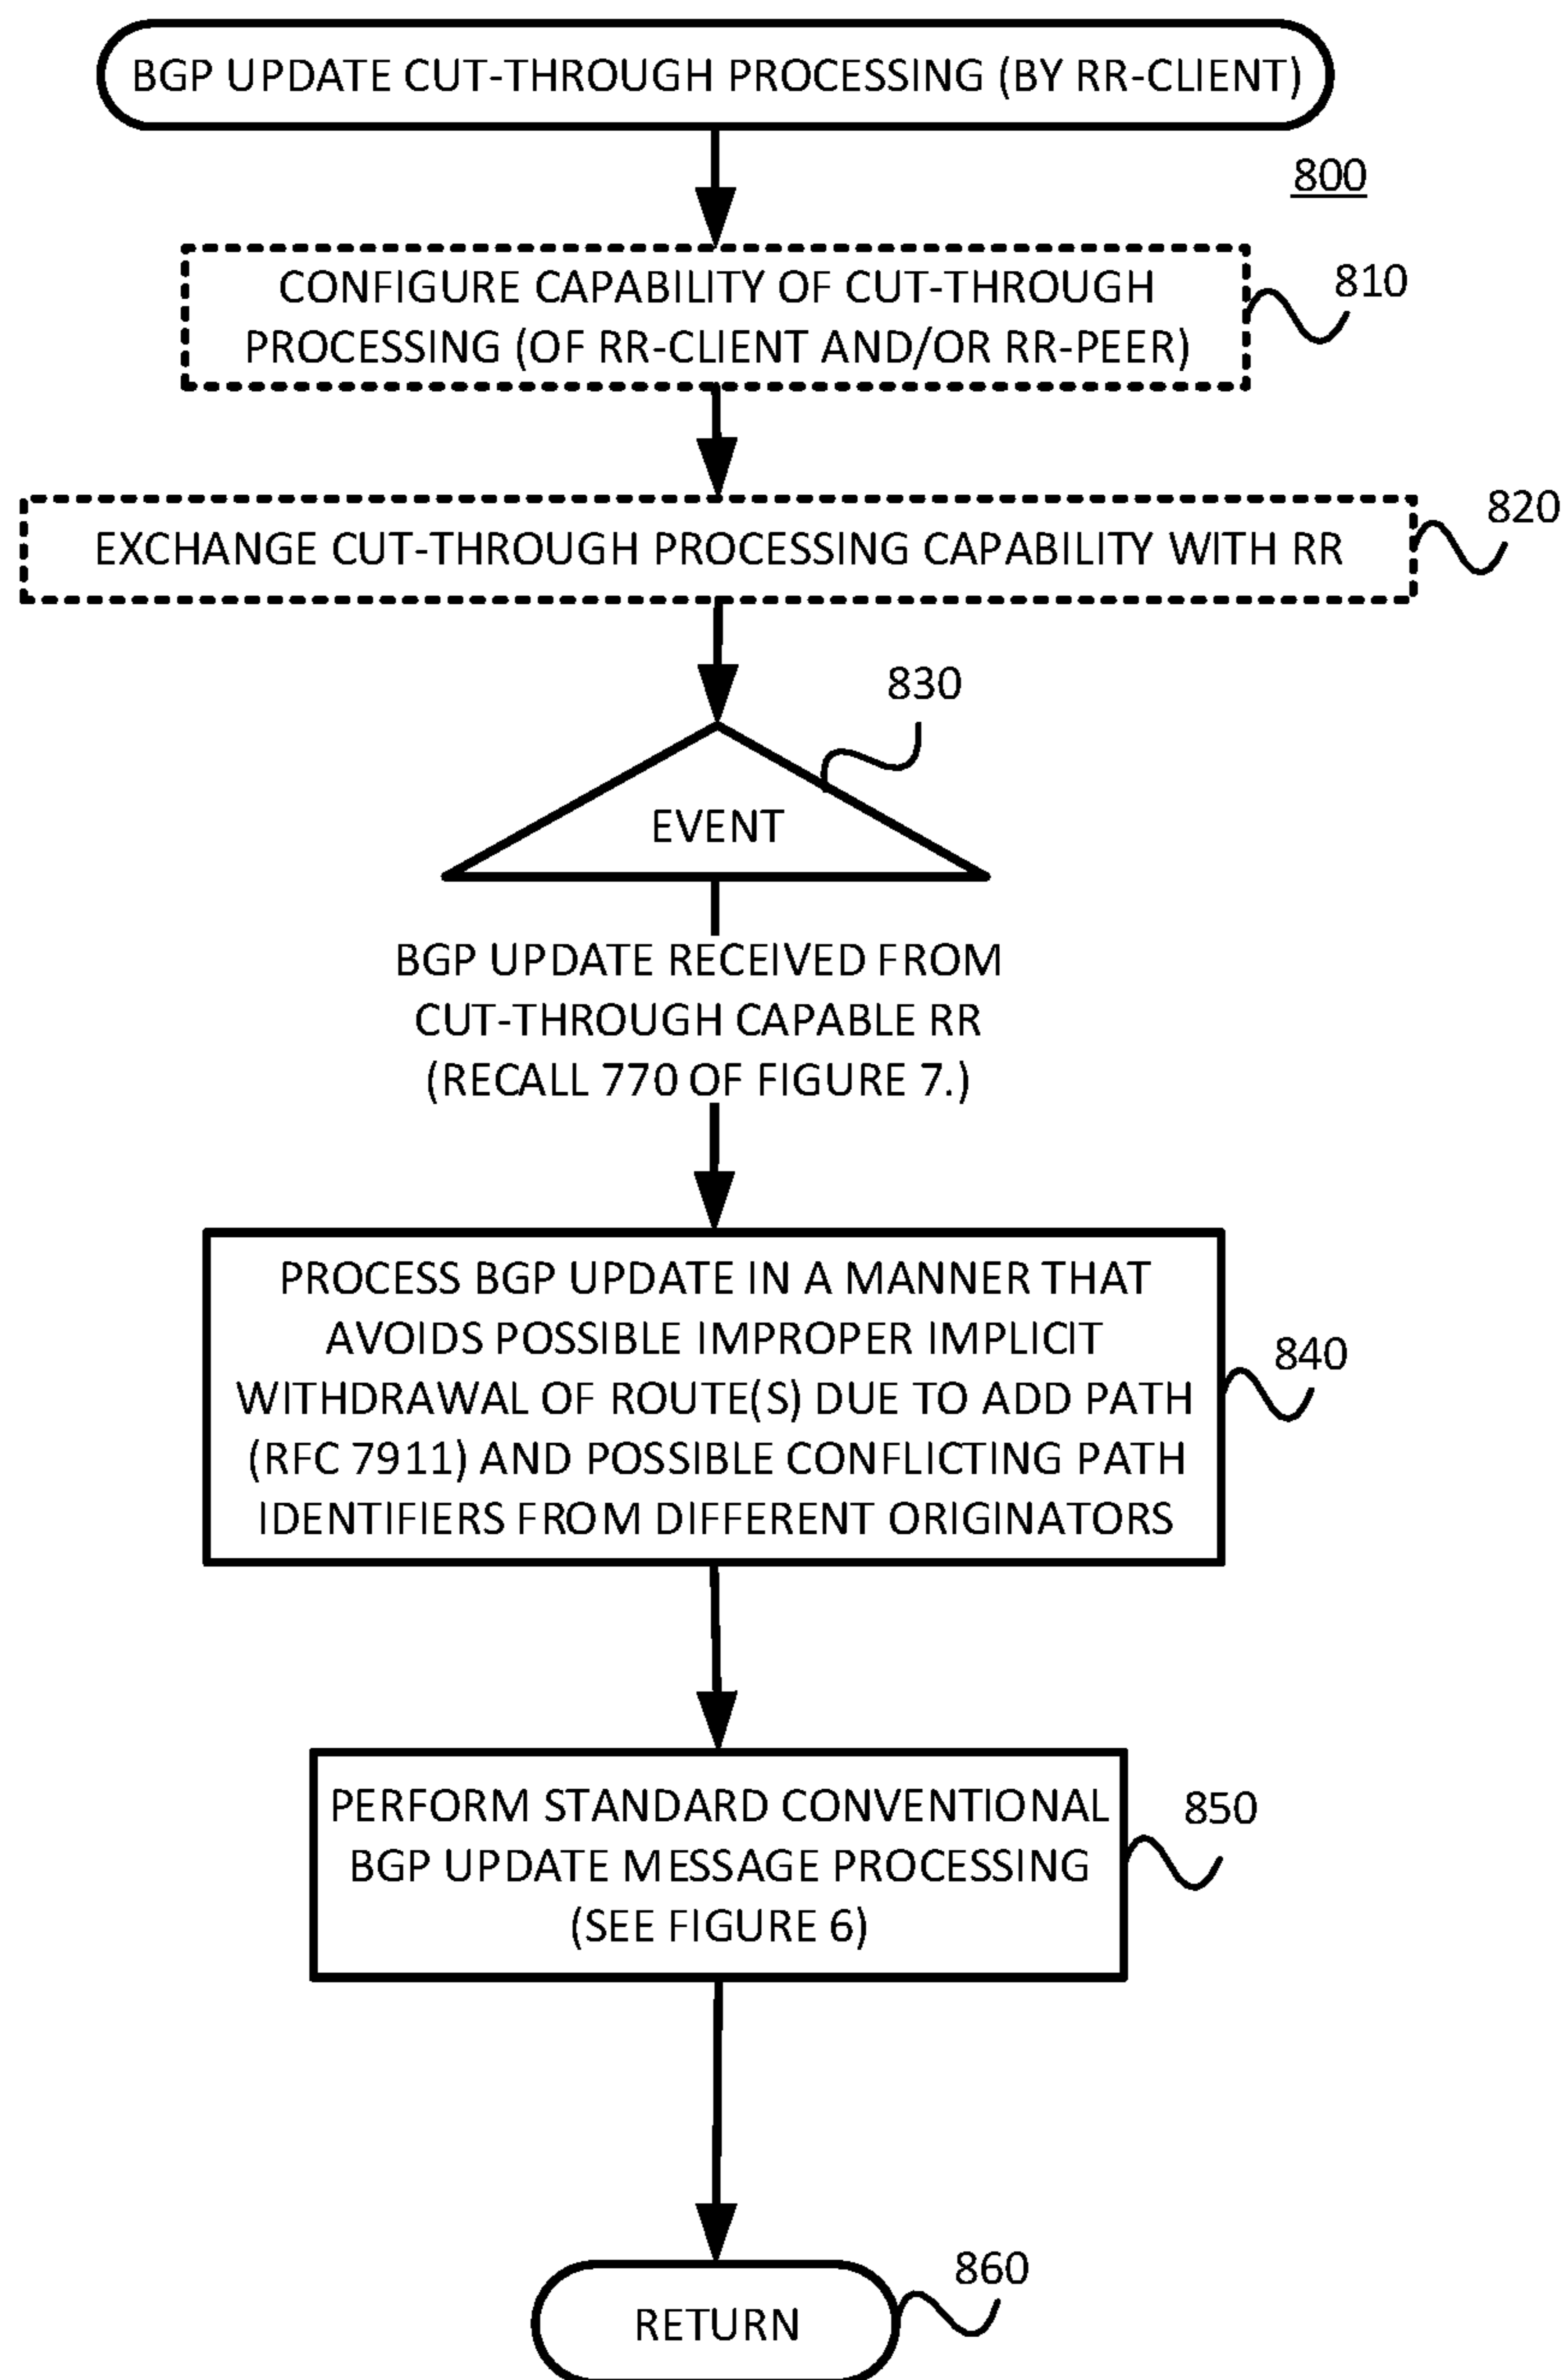 BGP UPDATE CUT-THROUGH PROCESSING (BY RR-CLIENT)
800
CONFIGURE CAPABILITY OF CUT-THROUGH
PROCESSING (OF RR-CLIENT AND/OR RR-PEER)
810
EXCHANGE CUT-THROUGH PROCESSING CAPABILITY WITH RR
820
830
EVENT
BGP UPDATE RECEIVED FROM
CUT-THROUGH CAPABLE RR
(RECALL 770 OF FIGURE 7.)
PROCESS BGP UPDATE IN A MANNER THAT
AVOIDS POSSIBLE IMPROPER IMPLICIT
WITHDRAWAL OF ROUTE(S) DUE TO ADD PATH
(RFC 7911) AND POSSIBLE CONFLICTING PATH
IDENTIFIERS FROM DIFFERENT ORIGINATORS
840
PERFORM STANDARD CONVENTIONAL
BGP UPDATE MESSAGE PROCESSING
(SEE FIGURE 6)
850
860
RETURN